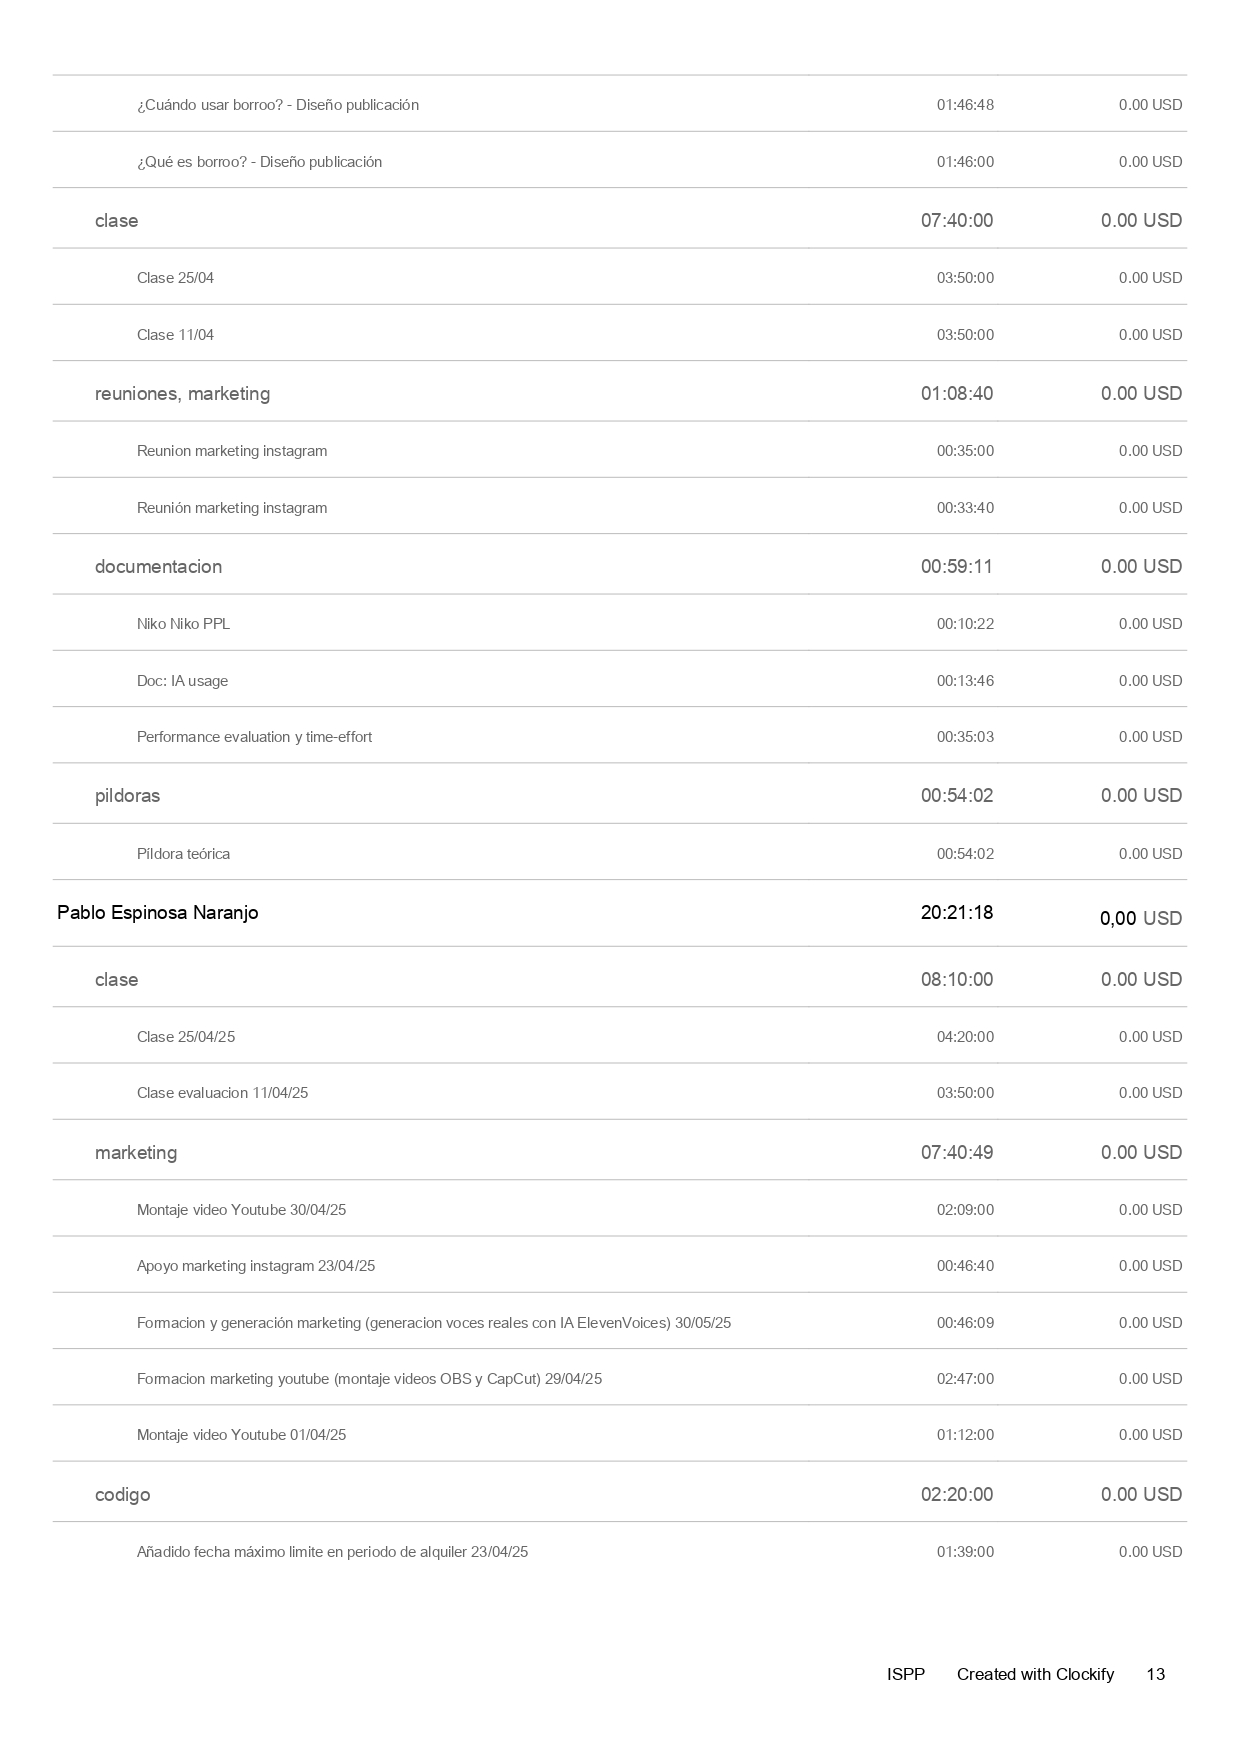 ¿Cuándo usar borroo? - Diseño publicación 01:46:48 0.00 USD
¿Qué es borroo? - Diseño publicación 01:46:00 0.00 USD
clase 07:40:00 0.00 USD
Clase 25/04 03:50:00 0.00 USD
Clase 11/04 03:50:00 0.00 USD
reuniones, marketing 01:08:40 0.00 USD
Reunion marketing instagram 00:35:00 0.00 USD
Reunión marketing instagram 00:33:40 0.00 USD
documentacion 00:59:11 0.00 USD
Niko Niko PPL 00:10:22 0.00 USD
Doc: IA usage 00:13:46 0.00 USD
Performance evaluation y time-effort 00:35:03 0.00 USD
pildoras 00:54:02 0.00 USD
Píldora teórica 00:54:02 0.00 USD
Pablo Espinosa Naranjo 20:21:18 0,00 USD
clase 08:10:00 0.00 USD
Clase 25/04/25 04:20:00 0.00 USD
Clase evaluacion 11/04/25 03:50:00 0.00 USD
marketing 07:40:49 0.00 USD
Montaje video Youtube 30/04/25 02:09:00 0.00 USD
Apoyo marketing instagram 23/04/25 00:46:40 0.00 USD
Formacion y generación marketing (generacion voces reales con IA ElevenVoices) 30/05/25 00:46:09 0.00 USD
Formacion marketing youtube (montaje videos OBS y CapCut) 29/04/25 02:47:00 0.00 USD
Montaje video Youtube 01/04/25 01:12:00 0.00 USD
codigo 02:20:00 0.00 USD
Añadido fecha máximo limite en periodo de alquiler 23/04/25 01:39:00 0.00 USD
ISPP Created with Clockify 13